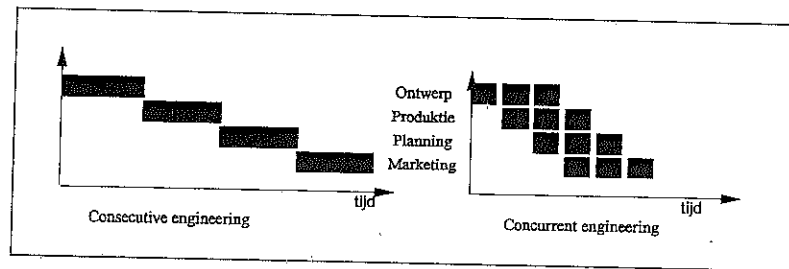 Ontwerp
Produktie
Planning
Marketing
tijd
Consecutive engineering
tijd
Concurrent engineering